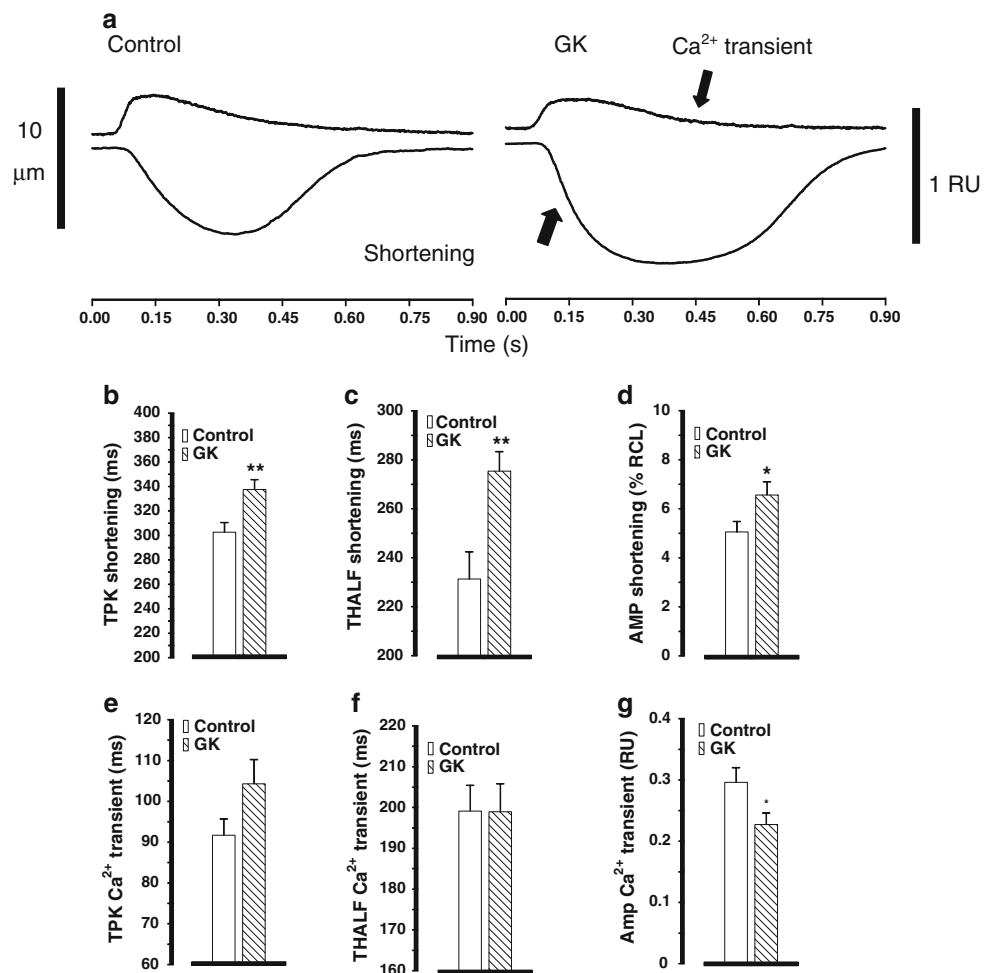 a
Control
GK
Ca2+ transient
10
μm
1 RU
Shortening
0.00 0.15 0.30 0.45 0.60 0.75 0.90
0.00 0.15 0.30 0.45 0.60 0.75 0.90
Time (s)
b
TPK shortening (ms)
400
380
360
340
320
300
280
260
240
220
200
Control
GK
**
c
THALF shortening (ms)
300
280
260
240
220
200
Control
GK
**
d
AMP shortening (% RCL)
10
8
6
4
2
0
Control
GK
*
e
TPK Ca2+ transient (ms)
120
110
100
90
80
70
60
Control
GK
f
THALF Ca2+ transient (ms)
220
210
200
190
180
170
160
Control
GK
g
Amp Ca2+ transient (RU)
0.4
0.3
0.2
0.1
0
Control
GK
*